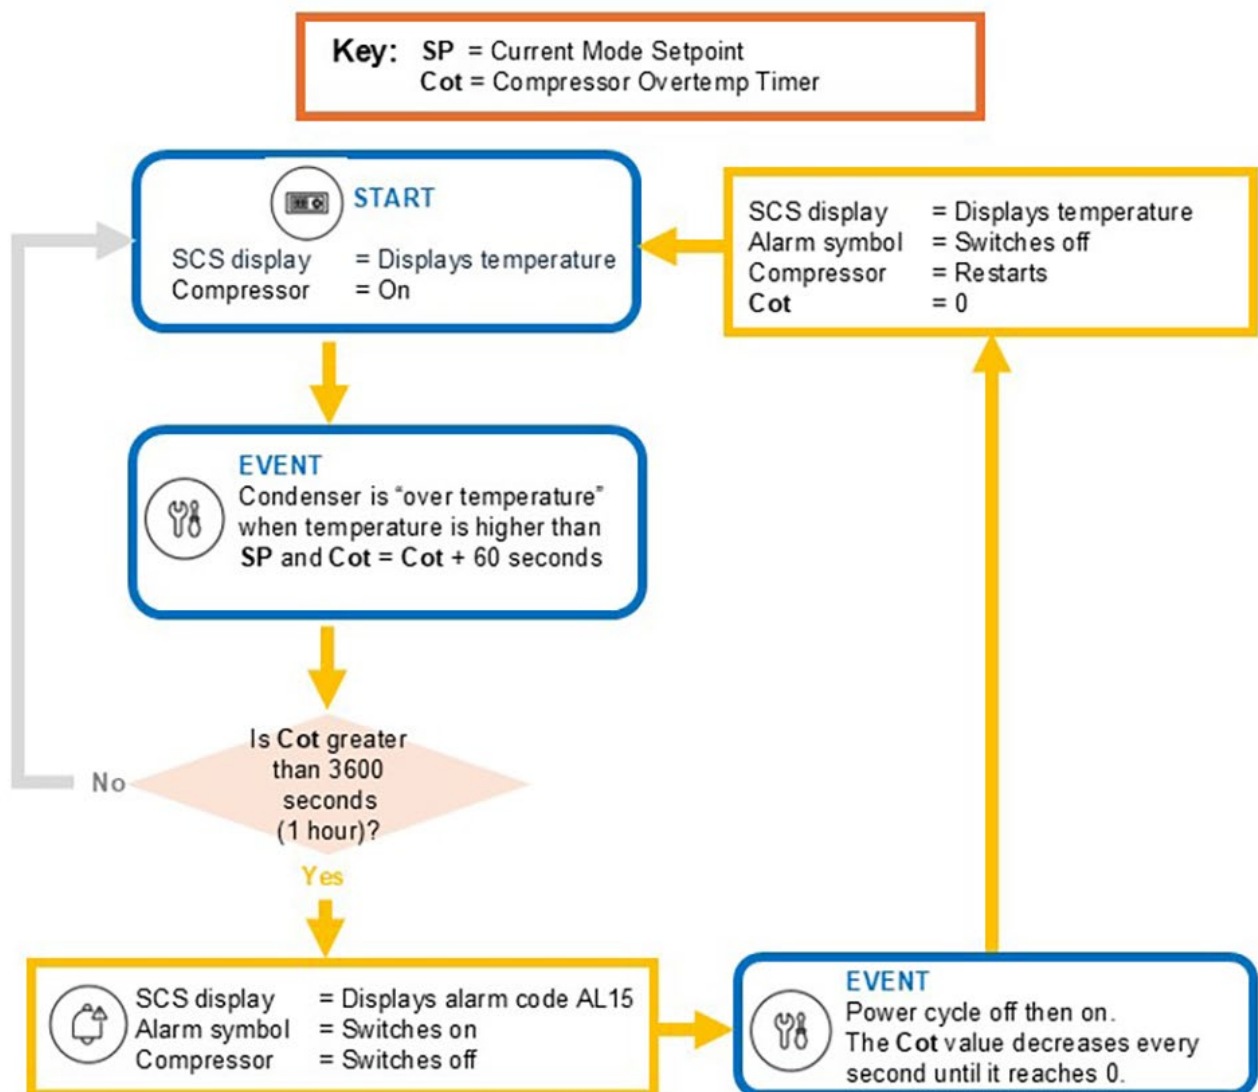 Key: SP = Current Mode Setpoint
Cot = Compressor Overtemp Timer
START
SCS display = Displays temperature
Compressor = On
SCS display = Displays temperature
Alarm symbol = Switches off
Compressor = Restarts
Cot = 0
EVENT
Condenser is “over temperature”
when temperature is higher than
SP and Cot = Cot + 60 seconds
Is Cot greater
than 3600
seconds
(1 hour)?
No
Yes
SCS display = Displays alarm code AL15
Alarm symbol = Switches on
Compressor = Switches off
EVENT
Power cycle off then on.
The Cot value decreases every
second until it reaches 0.